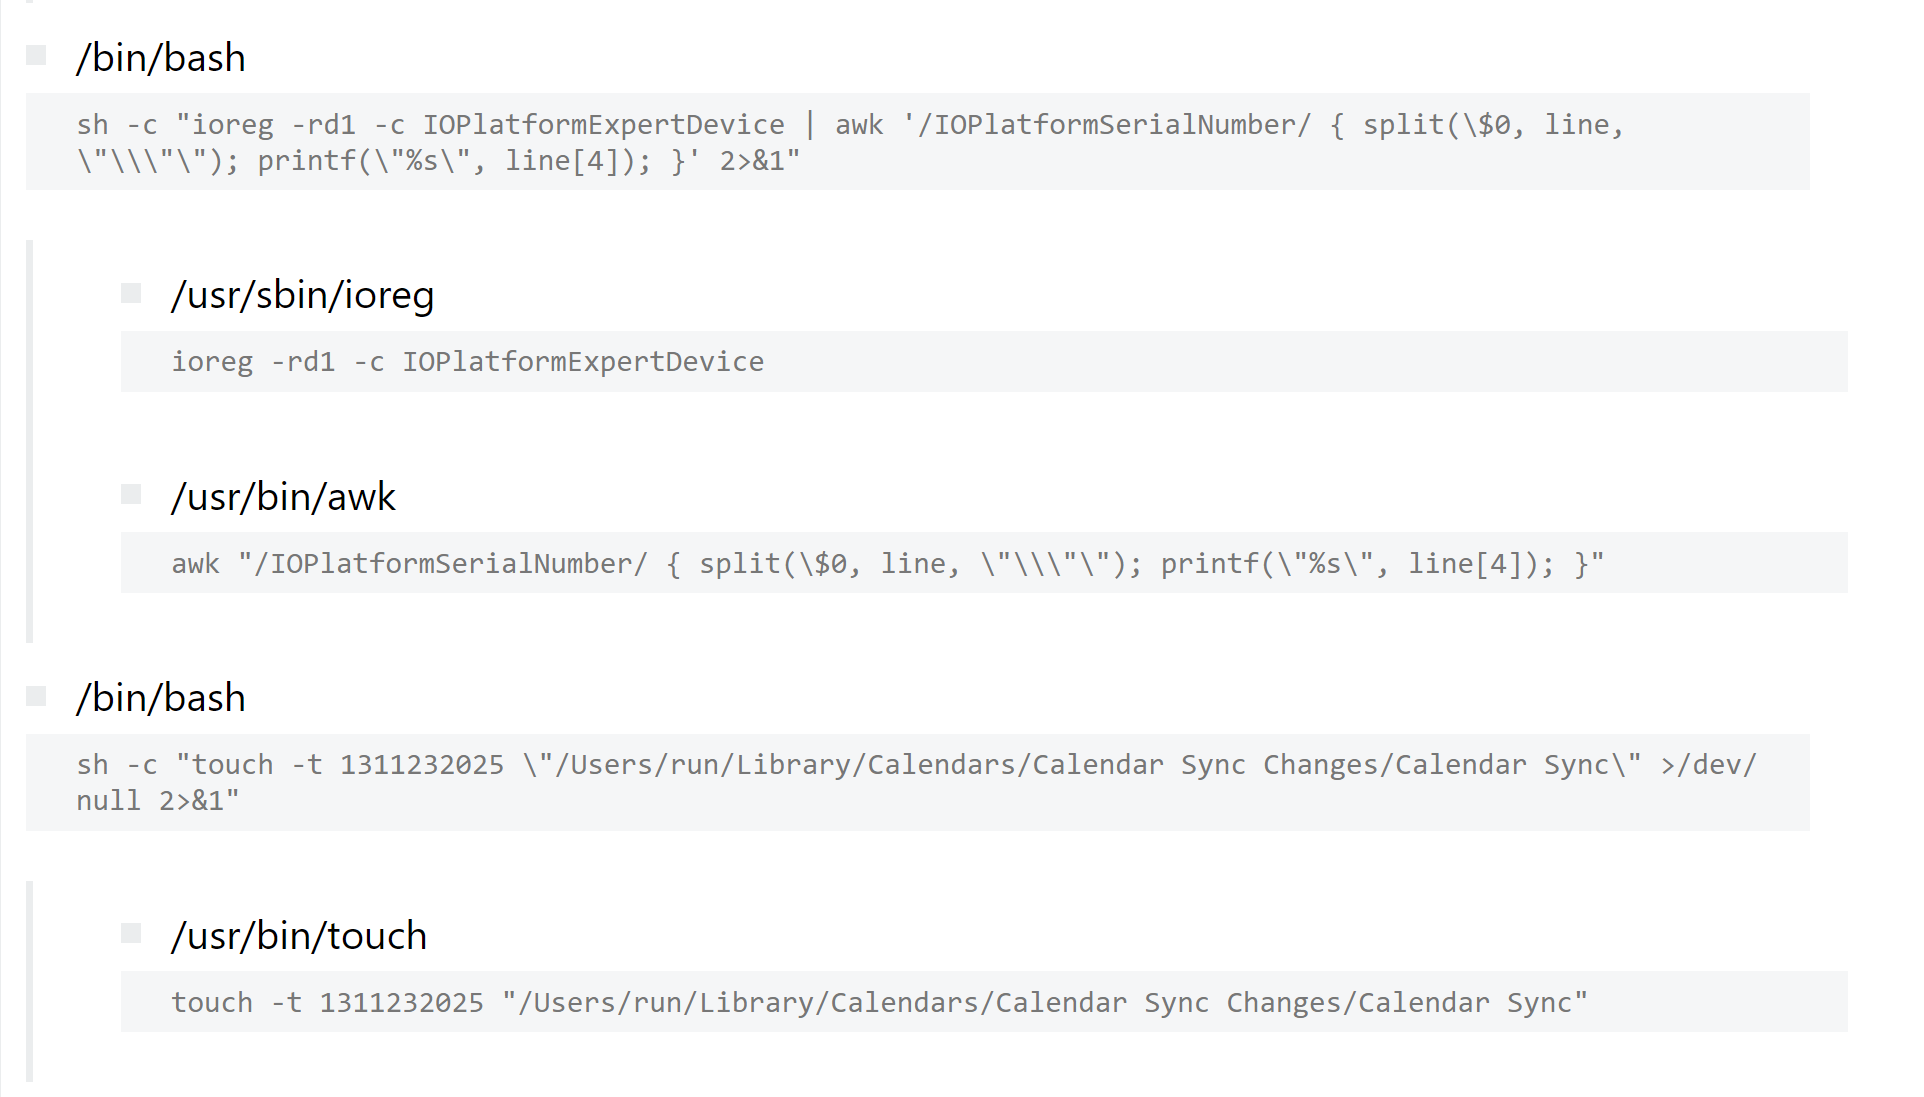 /bin/bash
sh -c "ioreg -rd1 -c IOPlatformExpertDevice | awk '/IOPlatformSerialNumber/ { split(\$0, line,
\"\\\"\"); printf(\"%s\", line[4]); }' 2>&1"
/usr/sbin/ioreg
ioreg -rd1 -c IOPlatformExpertDevice
/usr/bin/awk
awk "/IOPlatformSerialNumber/ { split(\$0, line, \"\\\"\"); printf(\"%s\", line[4]); }"
/bin/bash
sh -c "touch -t 1311232025 \"/Users/run/Library/Calendars/Calendar Sync Changes/Calendar Sync\" >/dev/
null 2>&1"
/usr/bin/touch
touch -t 1311232025 "/Users/run/Library/Calendars/Calendar Sync Changes/Calendar Sync"